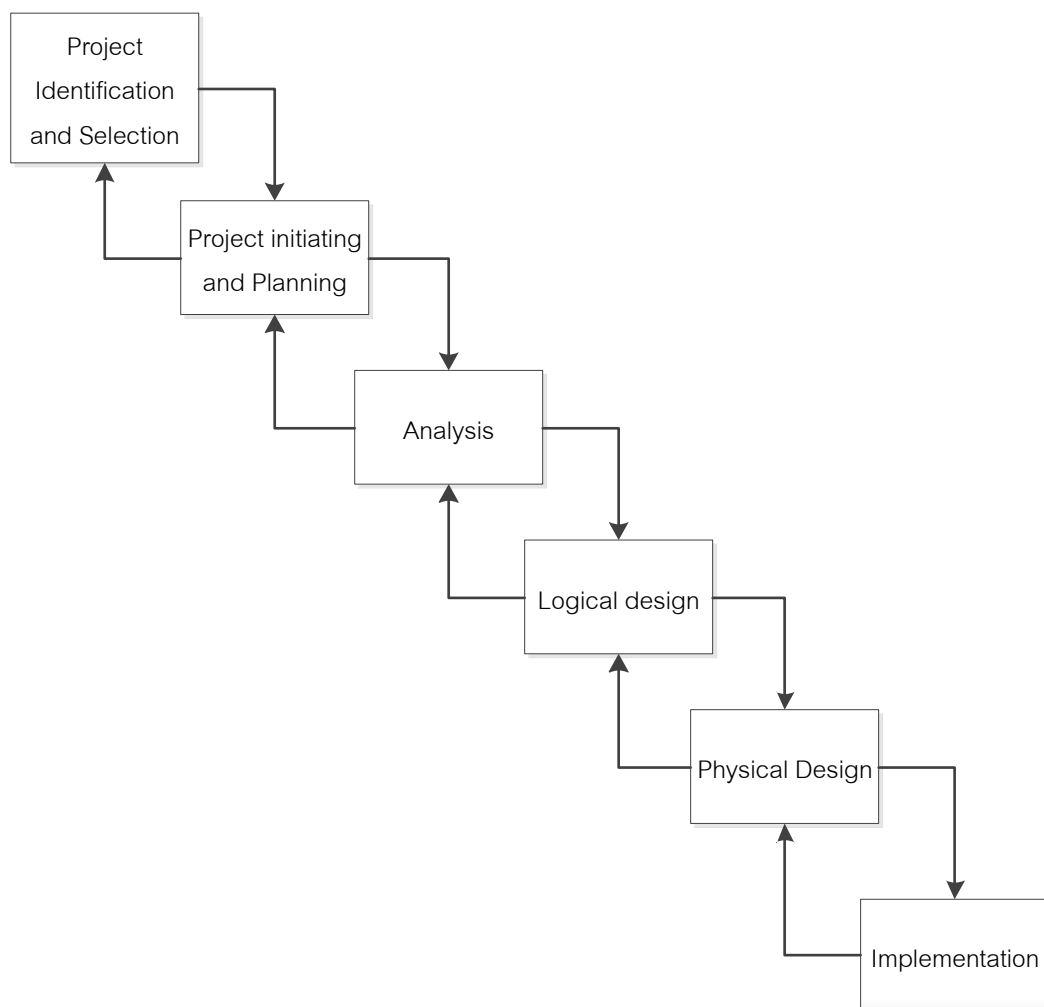 Project
Identification
and Selection
Project initiating
and Planning
Analysis
Logical design
Physical Design
Implementation